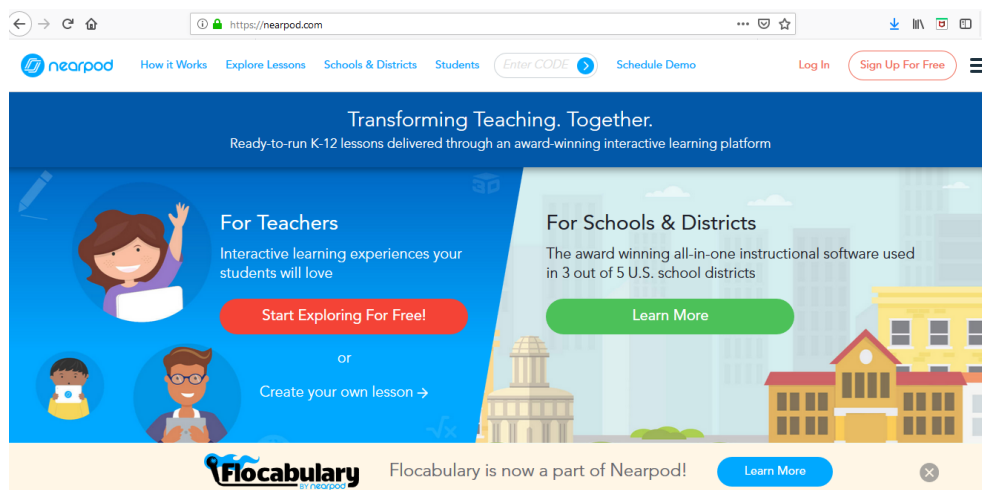 https://nearpod.com
nearpod How it Works Explore Lessons Schools & Districts Students Enter CODE Schedule Demo Log In Sign Up For Free
Transforming Teaching. Together.
Ready-to-run K-12 lessons delivered through an award-winning interactive learning platform
3D
For Teachers
Interactive learning experiences your
students will love
Start Exploring For Free!
or
Create your own lesson →
√x
For Schools & Districts
The award winning all-in-one instructional software used
in 3 out of 5 U.S. school districts
Learn More
Flocabulary
BY nearpod
Flocabulary is now a part of Nearpod!
Learn More